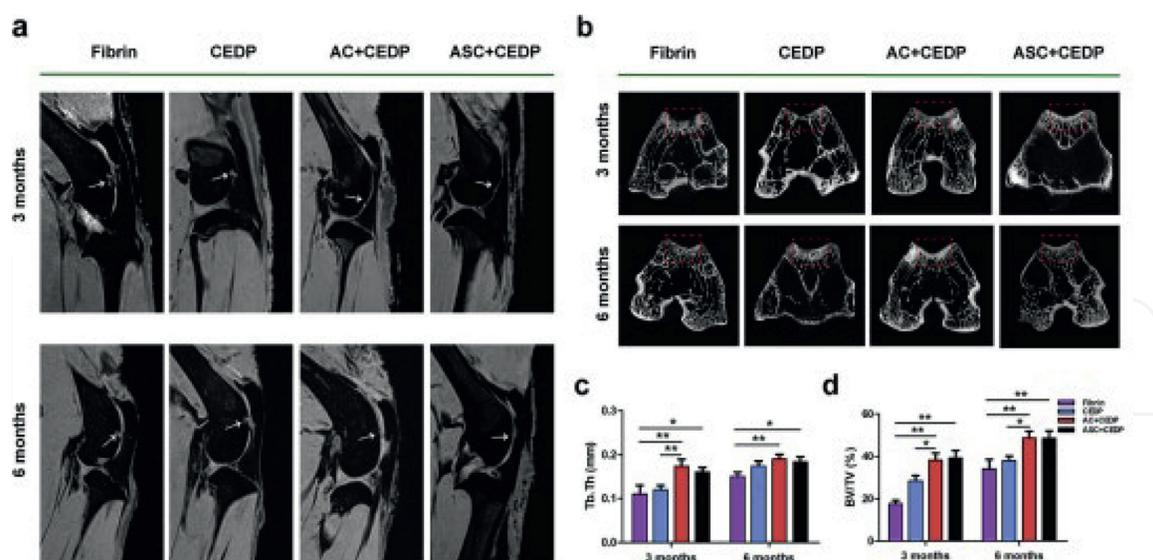 a
Fibrin CEDP AC+CEDP ASC+CEDP
3 months
6 months
b
Fibrin CEDP AC+CEDP ASC+CEDP
3 months
6 months
c
Tb.Th (mm)
0.3
0.2
0.1
0.0
* ** **
* **
3 months 6 months
d
BV/TV (%)
60
40
20
0
** ** *
** ** *
Fibrin
CEDP
AC+CEDP
ASC+CEDP
3 months 6 months